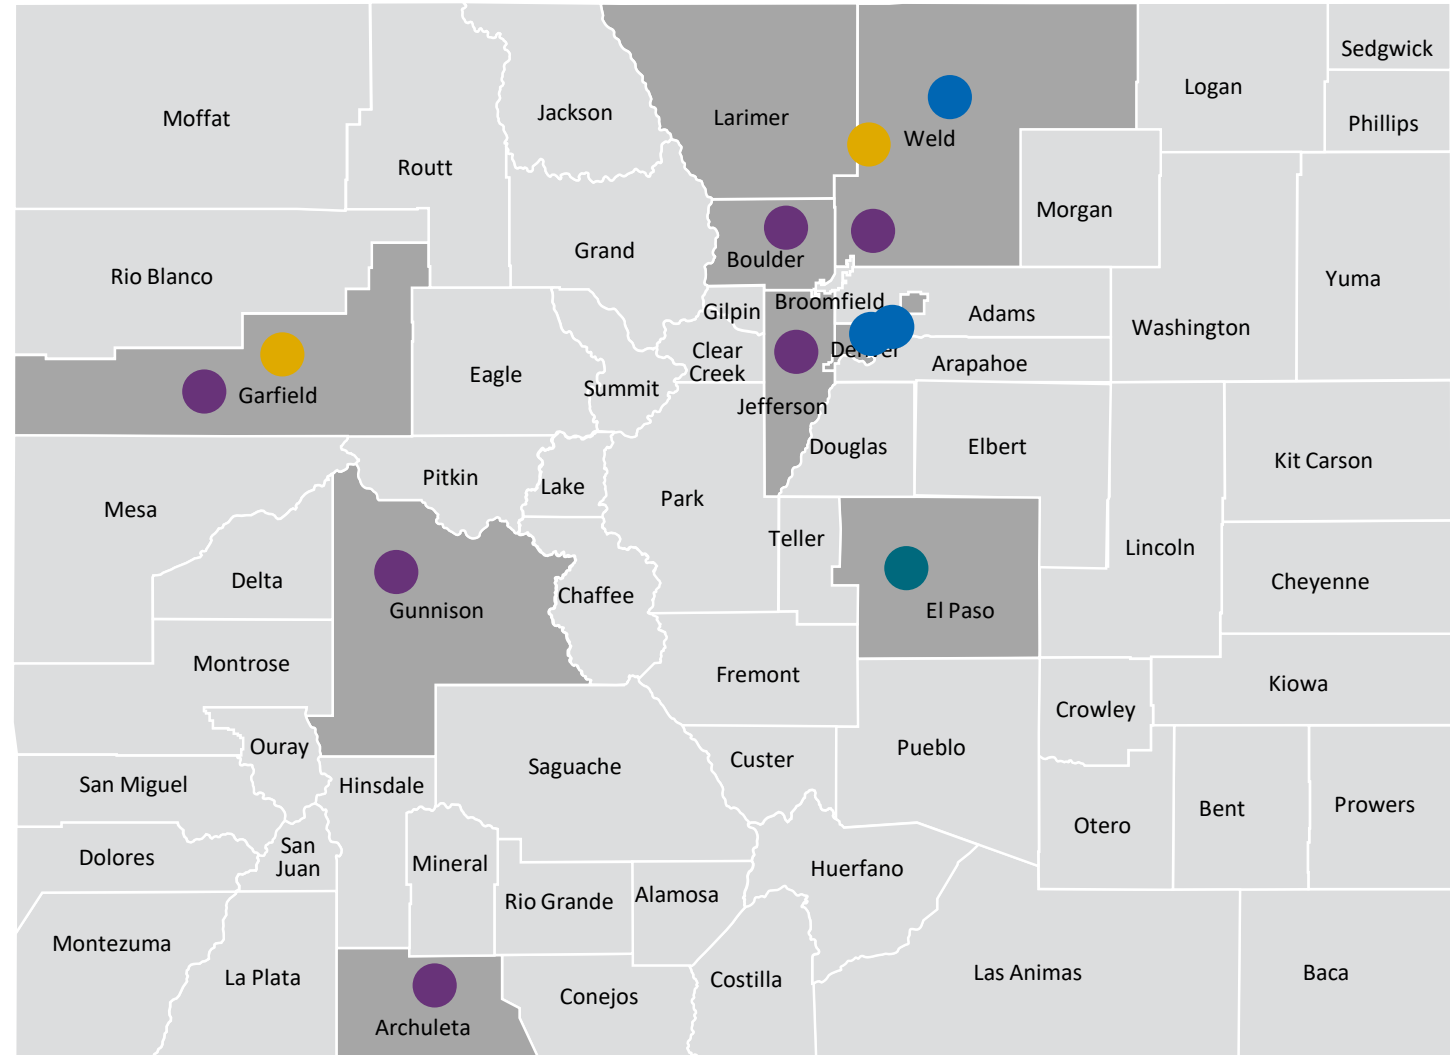 Sedgwick
Logan
Jackson
Larimer
Moffat
Phillips
Weld
Routt
Morgan
Grand
Boulder
Rio Blanco
Yuma
Broomfield
Gilpin
Adams
Washington
Clear
Creek
Denver
Arapahoe
Eagle
Summit
Garfield
Jefferson
Douglas
Elbert
Kit Carson
Pitkin
Lake
Park
Mesa
Teller
Lincoln
Delta
Cheyenne
Chaffee
Gunnison
El Paso
Montrose
Fremont
Kiowa
Crowley
Ouray
Pueblo
Custer
Saguache
San Miguel
Hinsdale
Prowers
Bent
Otero
San
Juan
Dolores
Mineral
Huerfano
Alamosa
Rio Grande
Montezuma
La Plata
Costilla
Las Animas
Baca
Conejos
Archuleta